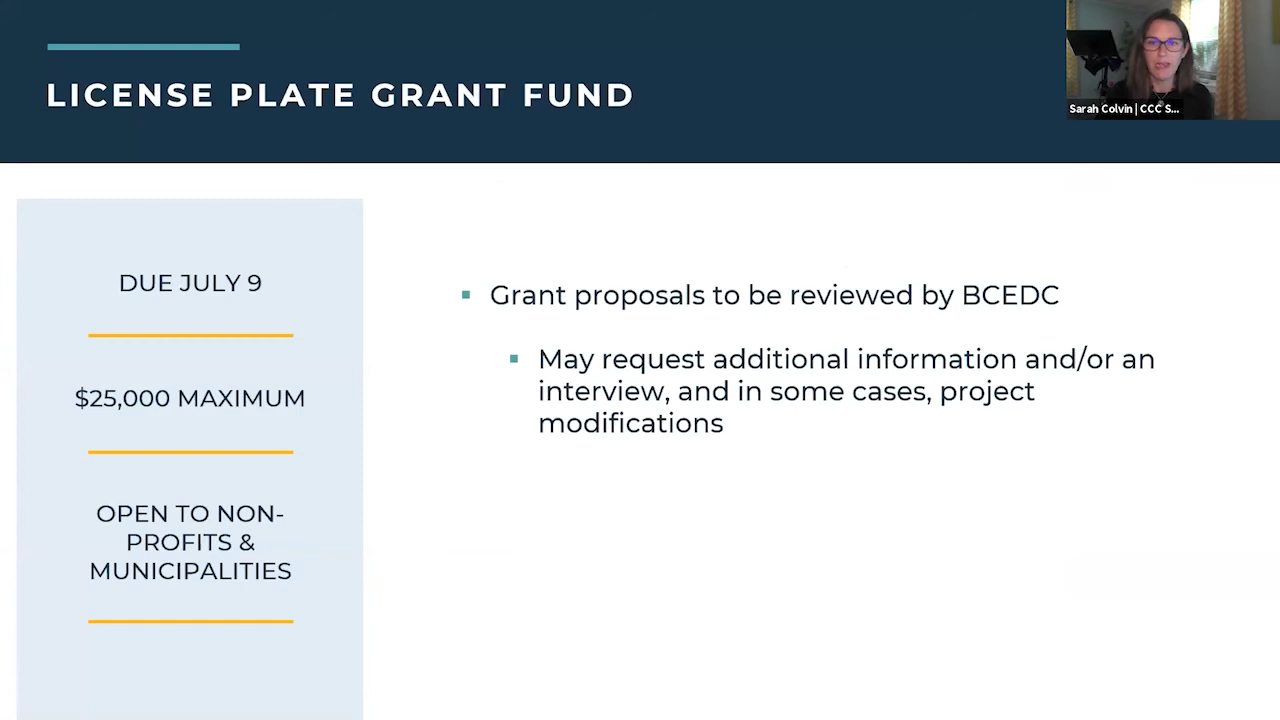 LICENSE PLATE GRANT FUND
Sarah Colvin | CCC S...
DUE JULY 9
$25,000 MAXIMUM
OPEN TO NON-
PROFITS &
MUNICIPALITIES
▪ Grant proposals to be reviewed by BCEDC
▪ May request additional information and/or an
interview, and in some cases, project
modifications